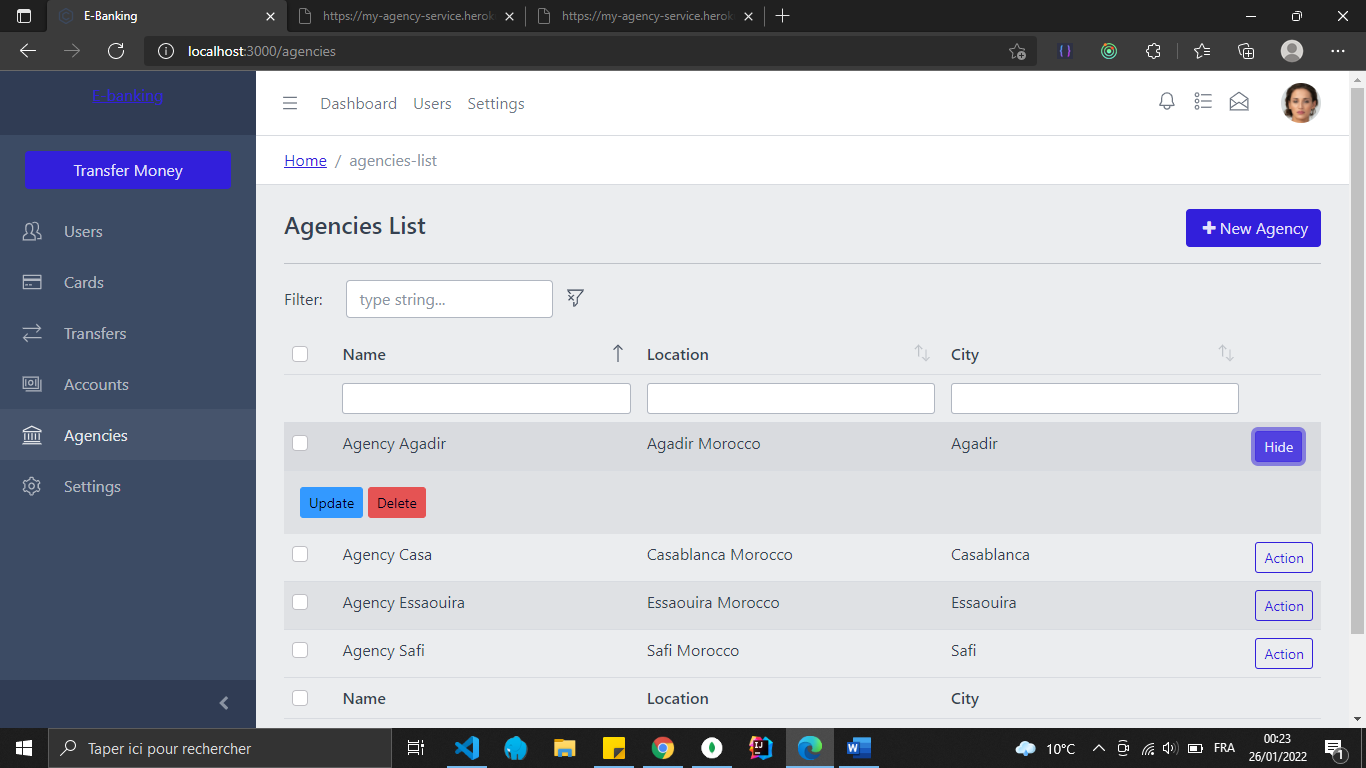 E-Banking
https://my-agency-service.herok
https://my-agency-service.herok
localhost:3000/agencies
E-banking
Dashboard Users Settings
Transfer Money
Home / agencies-list
Users
Cards
Transfers
Accounts
Agencies
Settings
Agencies List
New Agency
Filter: type string...
Name Location City
Agency Agadir Agadir Morocco Agadir Hide
Update Delete
Agency Casa Casablanca Morocco Casablanca Action
Agency Essaouira Essaouira Morocco Essaouira Action
Agency Safi Safi Morocco Safi Action
Name Location City
Taper ici pour rechercher
10°C
FRA
00:23
26/01/2022
1